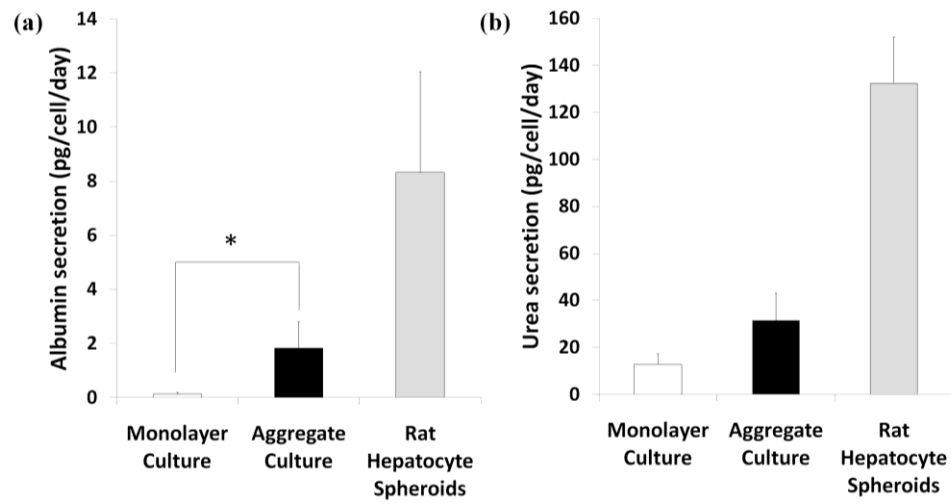 (a)
Albumin secretion (pg/cell/day)
14
12
10
8
6
4
2
0
*
Monolayer
Culture
Aggregate
Culture
Rat
Hepatocyte
Spheroids
(b)
Urea secretion (pg/cell/day)
160
140
120
100
80
60
40
20
0
Monolayer
Culture
Aggregate
Culture
Rat
Hepatocyte
Spheroids